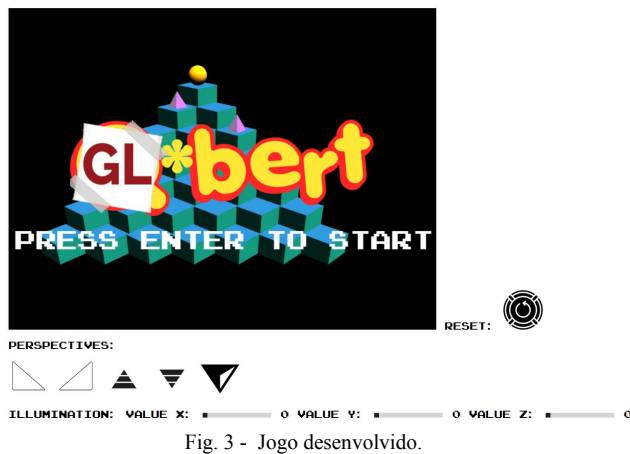 GL*bert
PRESS ENTER TO START
RESET:
PERSPECTIVES:
ILLUMINATION: VALUE X: 0 VALUE Y: 0 VALUE Z: 0
Fig. 3 - Jogo desenvolvido.